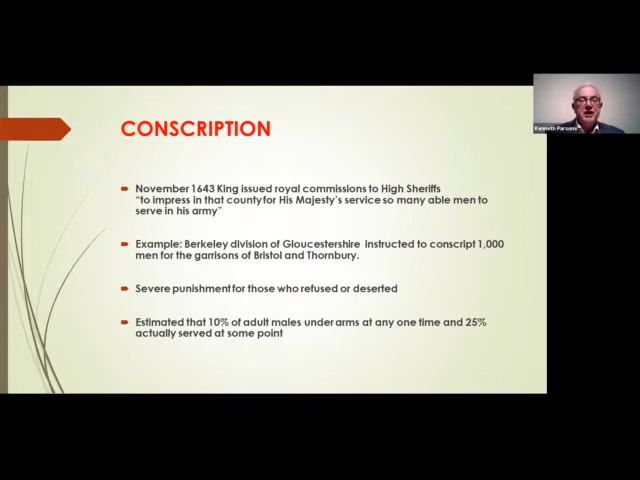 CONSCRIPTION
Kenneth Parsons
November 1643 King issued royal commissions to High Sheriffs
"to impress in that county for His Majesty's service so many able men to
serve in his army"
Example: Berkeley division of Gloucestershire instructed to conscript 1,000
men for the garrisons of Bristol and Thornbury.
Severe punishment for those who refused or deserted
Estimated that 10% of adult males under arms at any one time and 25%
actually served at some point